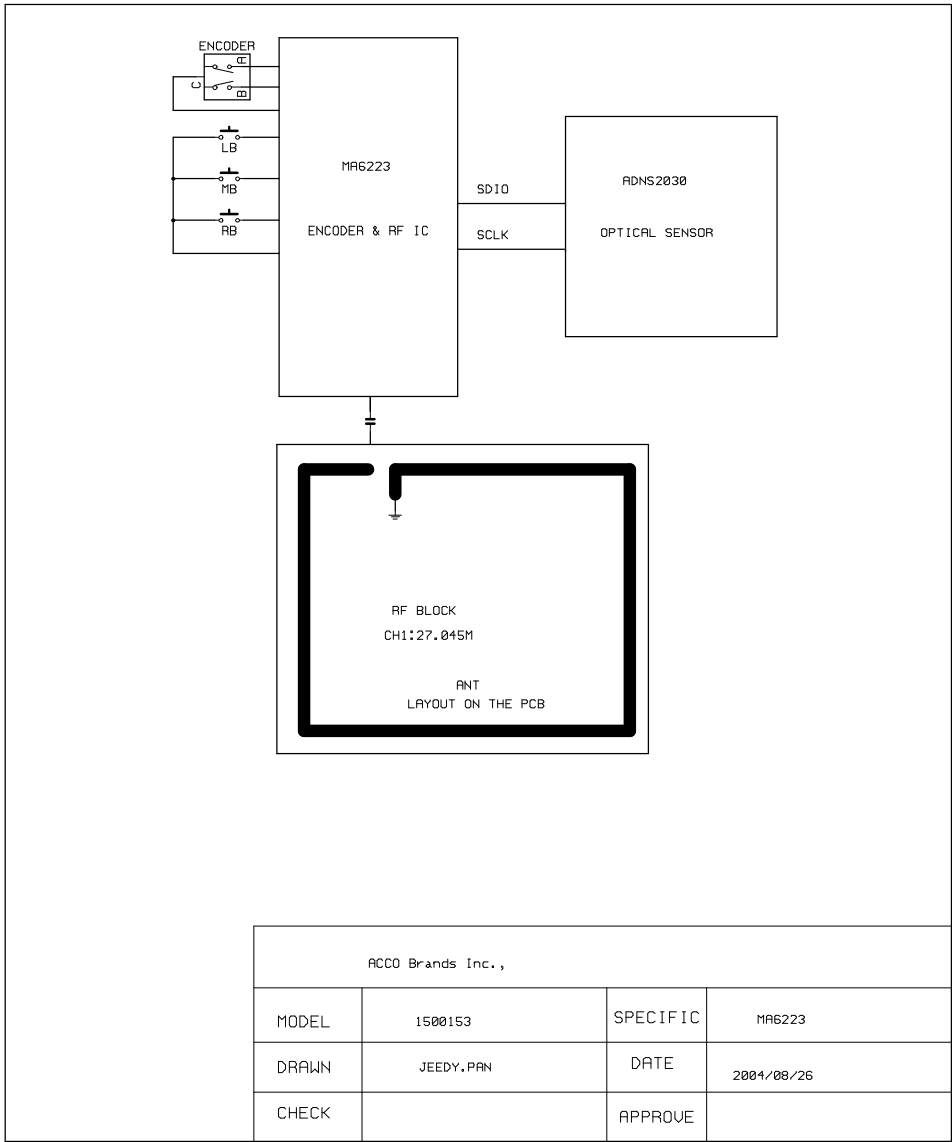 ENCODER
A
C
B
LB
MB
RB
MA6223
ENCODER & RF IC
SDIO
SCLK
ADNS2030
OPTICAL SENSOR
RF BLOCK
CH1:27.045M
ANT
LAYOUT ON THE PCB
ACCO Brands Inc.,
MODEL 1500153 SPECIFIC MA6223
DRAWN JEEDY.PAN DATE 2004/08/26
CHECK APPROVE